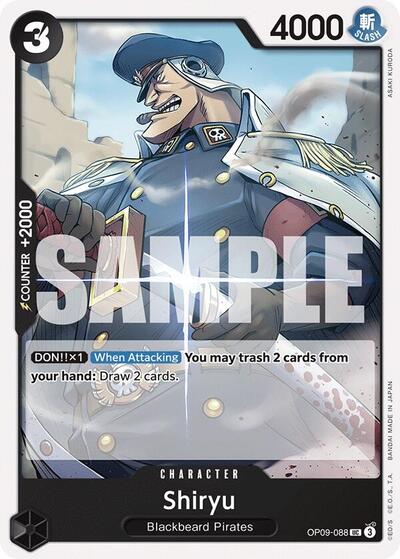 3
4000
斬
SLASH
ASAKI KURODA
COUNTER +2000
SAMPLE
DON!!×1 When Attacking You may trash 2 cards from
your hand: Draw 2 cards.
CHARACTER
Shiryu
Blackbeard Pirates
OP09-088 UC 3
©E.O/S. ©E.O.S., T.A. BANDAI MADE IN JAPAN